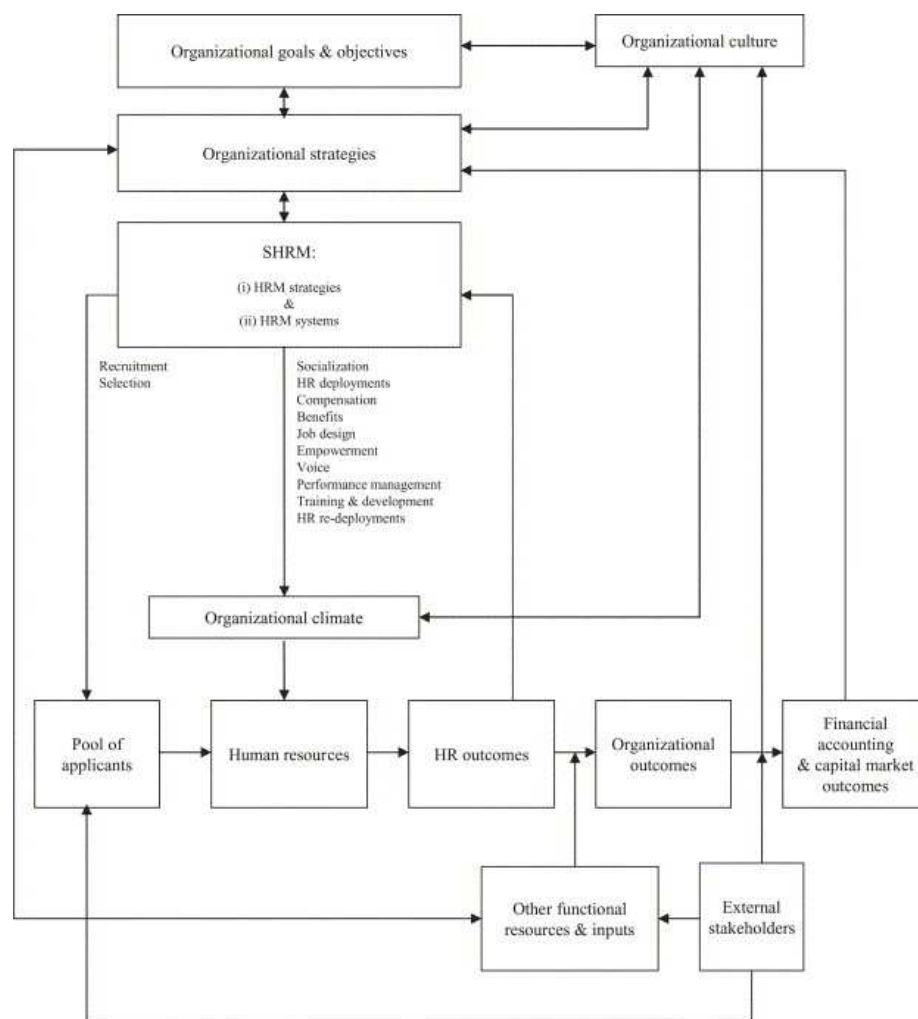 Organizational goals & objectives
Organizational culture
Organizational strategies
SHRM:
(i) HRM strategies
&
(ii) HRM systems
Recruitment
Selection
Socialization
HR deployments
Compensation
Benefits
Job design
Empowerment
Voice
Performance management
Training & development
HR re-deployments
Organizational climate
Pool of
applicants
Human resources
HR outcomes
Organizational
outcomes
Financial
accounting
& capital market
outcomes
Other functional
resources & inputs
External
stakeholders